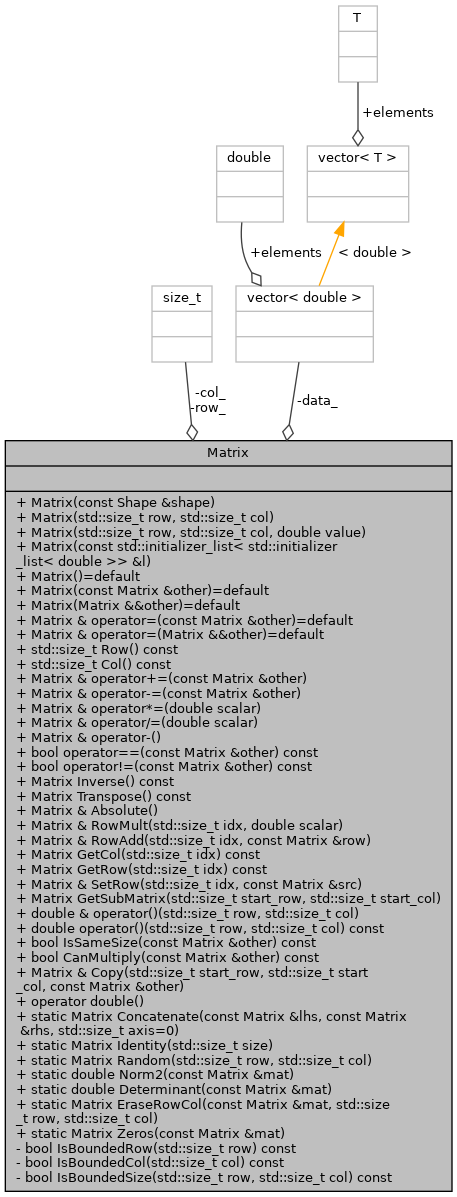 T
+elements
double
vector< T >
+elements
< double >
size_t
vector< double >
-col_
-row_
-data_
Matrix
+ Matrix(const Shape &shape)
+ Matrix(std::size_t row, std::size_t col)
+ Matrix(std::size_t row, std::size_t col, double value)
+ Matrix(const std::initializer_list< std::initializer
_list< double >> &l)
+ Matrix()=default
+ Matrix(const Matrix &other)=default
+ Matrix(Matrix &&other)=default
+ Matrix & operator=(const Matrix &other)=default
+ Matrix & operator=(Matrix &&other)=default
+ std::size_t Row() const
+ std::size_t Col() const
+ Matrix & operator+=(const Matrix &other)
+ Matrix & operator-=(const Matrix &other)
+ Matrix & operator*=(double scalar)
+ Matrix & operator/=(double scalar)
+ Matrix & operator-()
+ bool operator==(const Matrix &other) const
+ bool operator!=(const Matrix &other) const
+ Matrix Inverse() const
+ Matrix Transpose() const
+ Matrix & Absolute()
+ Matrix & RowMult(std::size_t idx, double scalar)
+ Matrix & RowAdd(std::size_t idx, const Matrix &row)
+ Matrix GetCol(std::size_t idx) const
+ Matrix GetRow(std::size_t idx) const
+ Matrix & SetRow(std::size_t idx, const Matrix &src)
+ Matrix GetSubMatrix(std::size_t start_row, std::size_t start_col)
+ double & operator()(std::size_t row, std::size_t col)
+ double operator()(std::size_t row, std::size_t col) const
+ bool IsSameSize(const Matrix &other) const
+ bool CanMultiply(const Matrix &other) const
+ Matrix & Copy(std::size_t start_row, std::size_t start
_col, const Matrix &other)
+ operator double()
+ static Matrix Concatenate(const Matrix &lhs, const Matrix
&rhs, std::size_t axis=0)
+ static Matrix Identity(std::size_t size)
+ static Matrix Random(std::size_t row, std::size_t col)
+ static double Norm2(const Matrix &mat)
+ static double Determinant(const Matrix &mat)
+ static Matrix EraseRowCol(const Matrix &mat, std::size
_t row, std::size_t col)
+ static Matrix Zeros(const Matrix &mat)
- bool IsBoundedRow(std::size_t row) const
- bool IsBoundedCol(std::size_t col) const
- bool IsBoundedSize(std::size_t row, std::size_t col) const